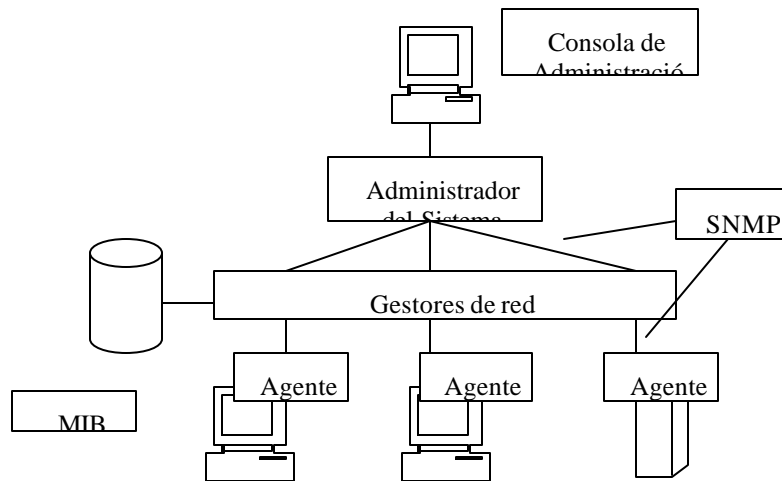 Consola de
Administració
Administrador
del Sistema
SNMP
Gestores de red
Agente
Agente
Agente
MIB